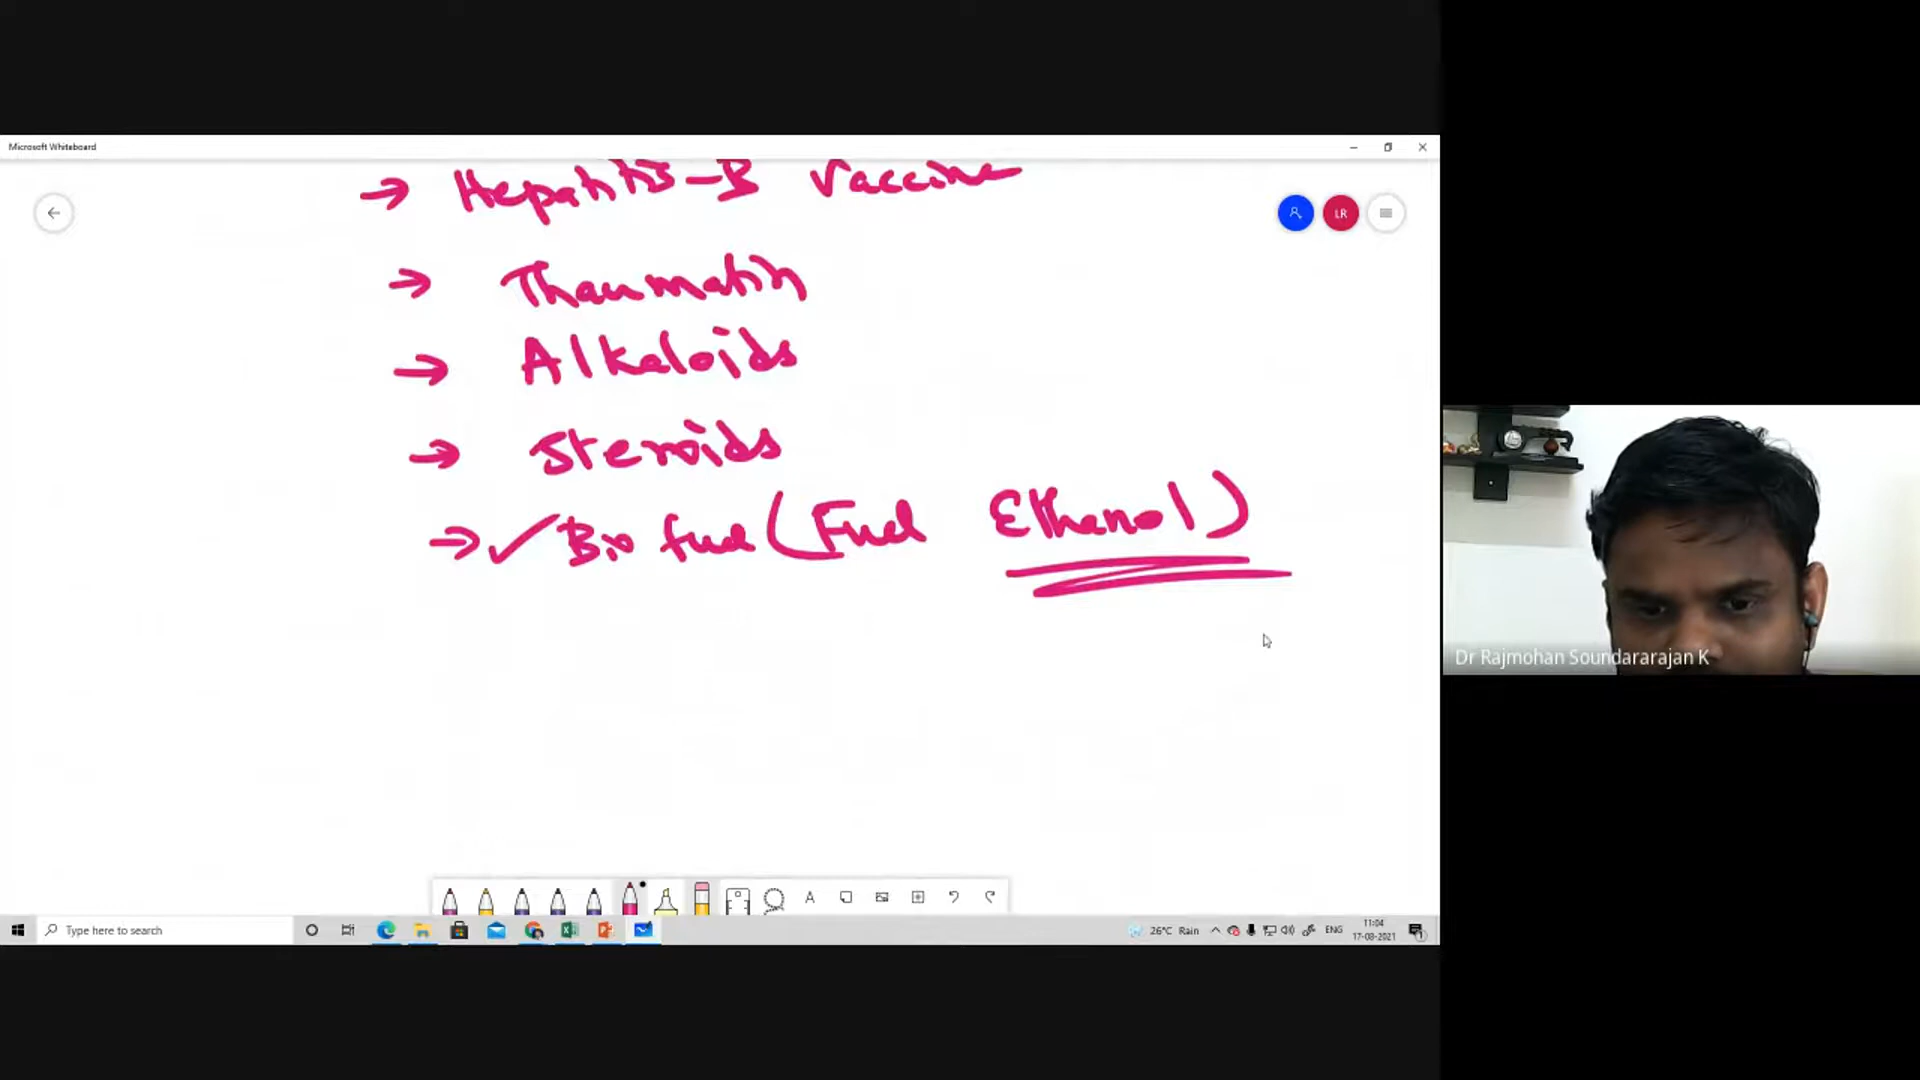 Microsoft Whiteboard
→ Hepatitis-B Vaccine
LR
→ Thaumatin
→ Alkaloids
→ Steroids
→ ✓ Bio fuel (Fuel Ethanol)
Dr Rajmohan Soundararajan K
A
Type here to search
26°C Rain
ENG
11:04
17-08-2021